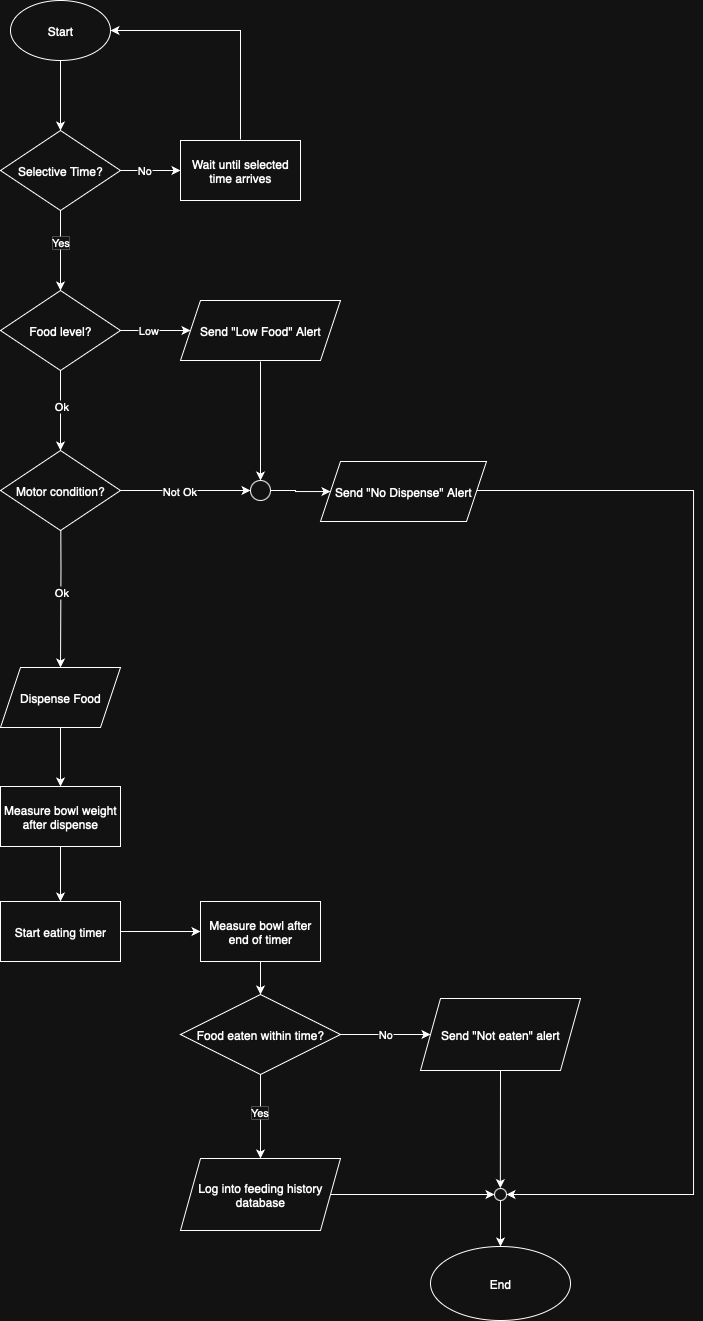 Start
Selective Time?
No
Wait until selected
time arrives
Yes
Food level?
Low
Send "Low Food" Alert
Ok
Motor condition?
Not Ok
Send "No Dispense" Alert
Ok
Dispense Food
Measure bowl weight
after dispense
Start eating timer
Measure bowl after
end of timer
Food eaten within time?
No
Send "Not eaten" alert
Yes
Log into feeding history
database
End